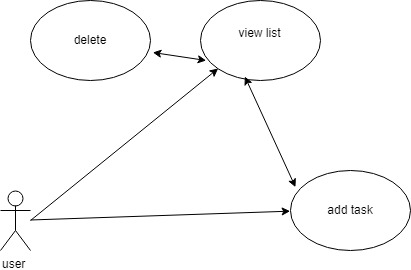 delete
view list
add task
user